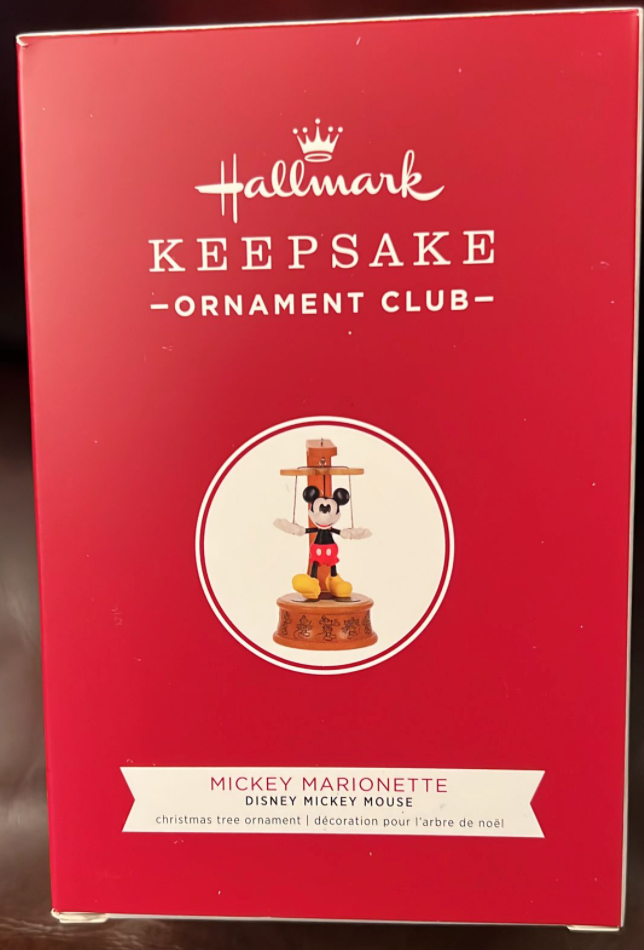 Hallmark
KEEPSAKE
–ORNAMENT CLUB–
MICKEY MARIONETTE
DISNEY MICKEY MOUSE
christmas tree ornament | décoration pour l'arbre de noël